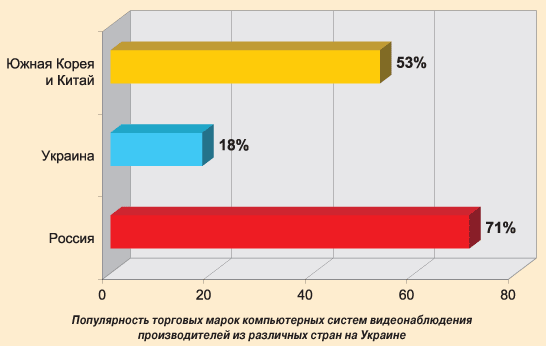 Южная Корея
и Китай
53%
Украина
18%
Россия
71%
0 20 40 60 80
Популярность торговых марок компьютерных систем видеонаблюдения
производителей из различных стран на Украине